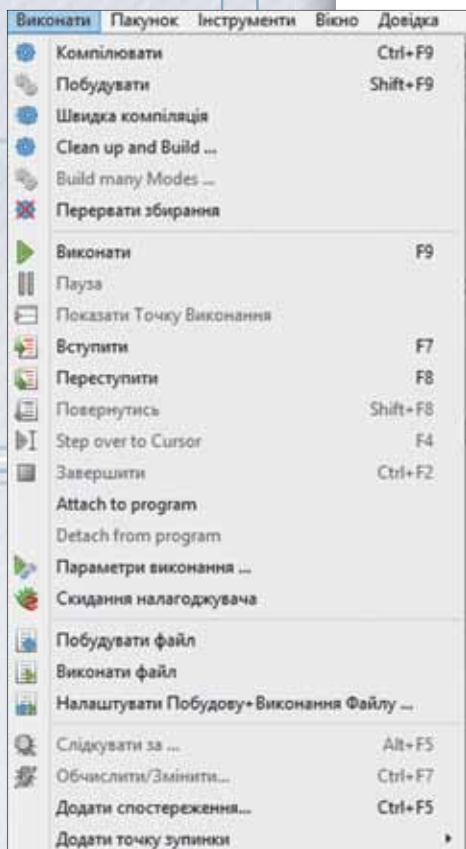 Виконати Пакунок Інструменти Вікно Довідка
Компілювати Ctrl+F9
Побудувати Shift+F9
Швидка компіляція
Clean up and Build ...
Build many Modes ...
Перервати збирання
Виконати F9
Пауза
Показати Точку Виконання
Вступити F7
Переступити F8
Повернутись Shift+F8
Step over to Cursor F4
Завершити Ctrl+F2
Attach to program
Detach from program
Параметри виконання ...
Скидання налагоджувача
Побудувати файл
Виконати файл
Налаштувати Побудову+Виконання Файлу ...
Слідкувати за ... Alt+F5
Обчислити/Змінити... Ctrl+F7
Додати спостереження... Ctrl+F5
Додати точку зупинки